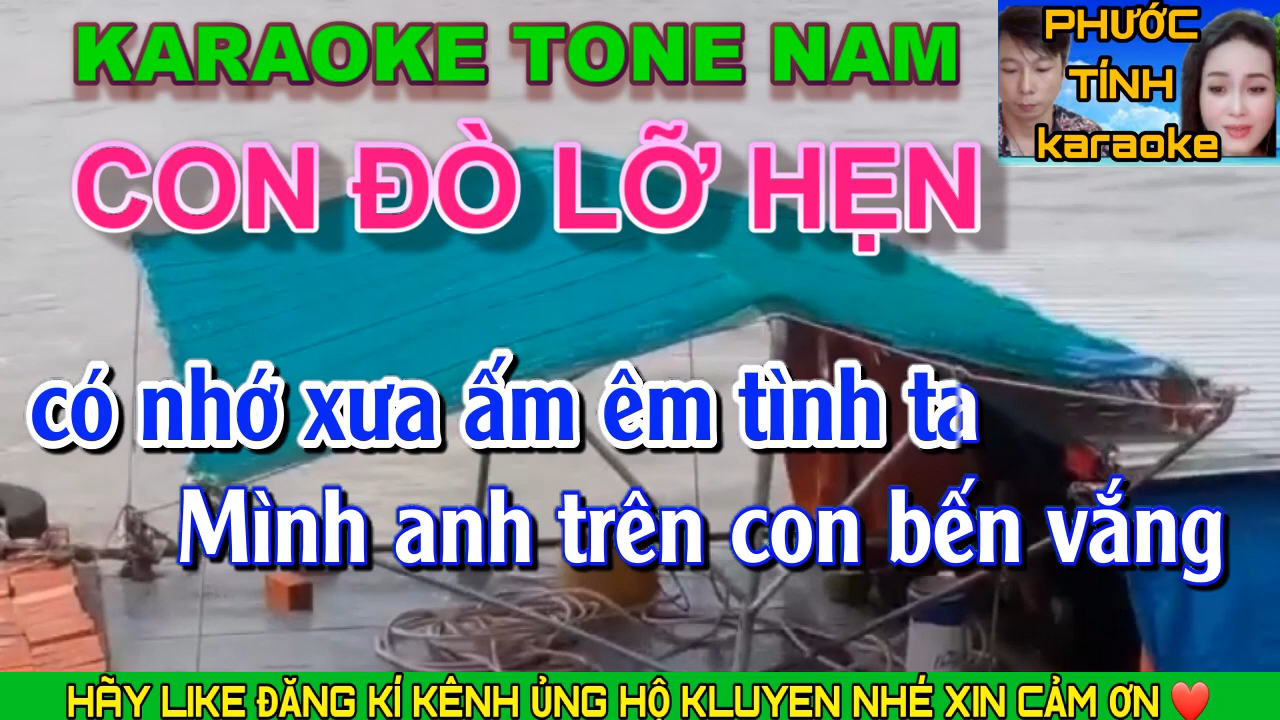 KARAOKE TONE NAM
PHƯỚC
TÍNH
karaoke
CON ĐÒ LỠ HẸN
có nhớ xưa ấm êm tình ta
Mình anh trên con bến vắng
HÃY LIKE ĐĂNG KÍ KÊNH ỦNG HỘ KLUYEN NHÉ XIN CẢM ƠN ❤️